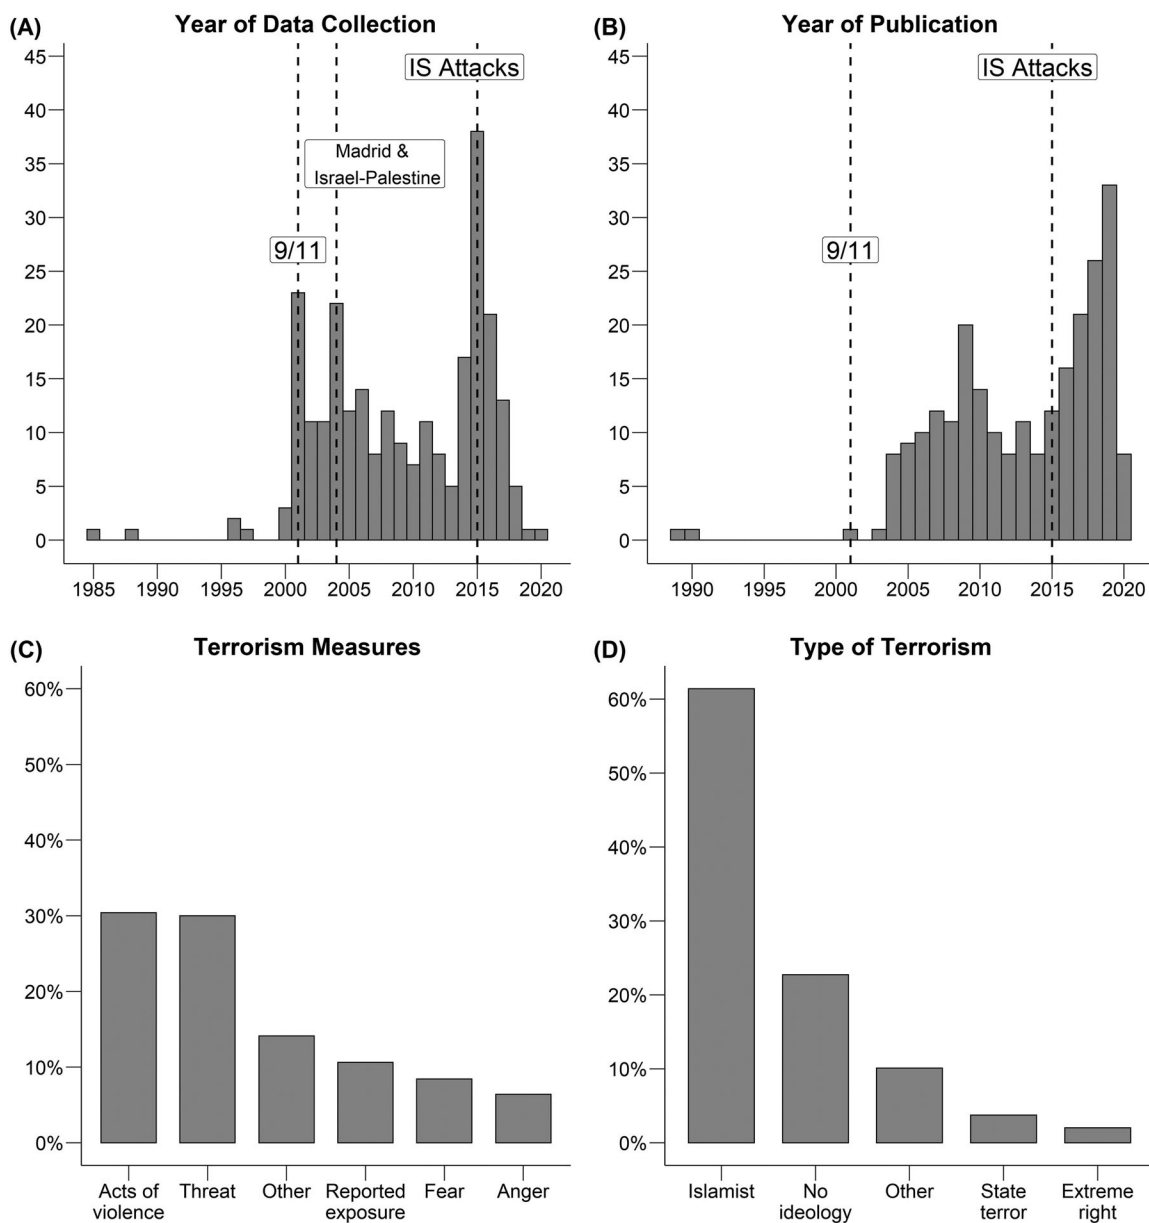 (A) Year of Data Collection
45
40
35
30
25
20
15
10
5
0
IS Attacks
Madrid &
Israel-Palestine
9/11
1985 1990 1995 2000 2005 2010 2015 2020
(B) Year of Publication
45
40
35
30
25
20
15
10
5
0
IS Attacks
9/11
1990 1995 2000 2005 2010 2015 2020
(C) Terrorism Measures
60%
50%
40%
30%
20%
10%
0%
Acts of Threat Other Reported Fear Anger
violence exposure
(D) Type of Terrorism
60%
50%
40%
30%
20%
10%
0%
Islamist No Other State Extreme
ideology terror right